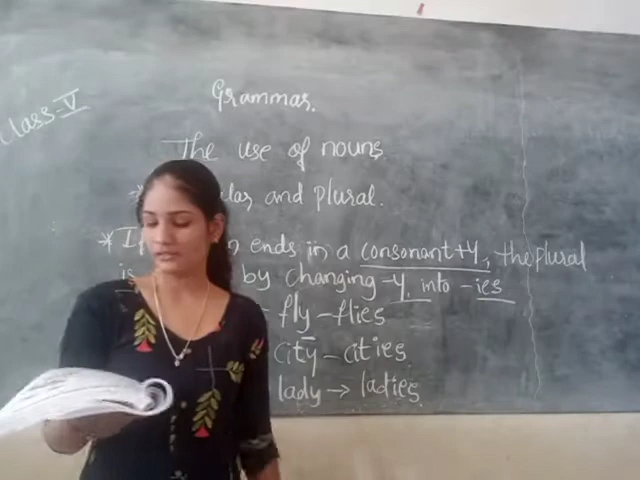 Class-V
Grammar.
The use of nouns
and plural.
* ends in a consonant+y, the plural
is by changing -y, into -ies
fly - flies
city - cities
lady → ladies